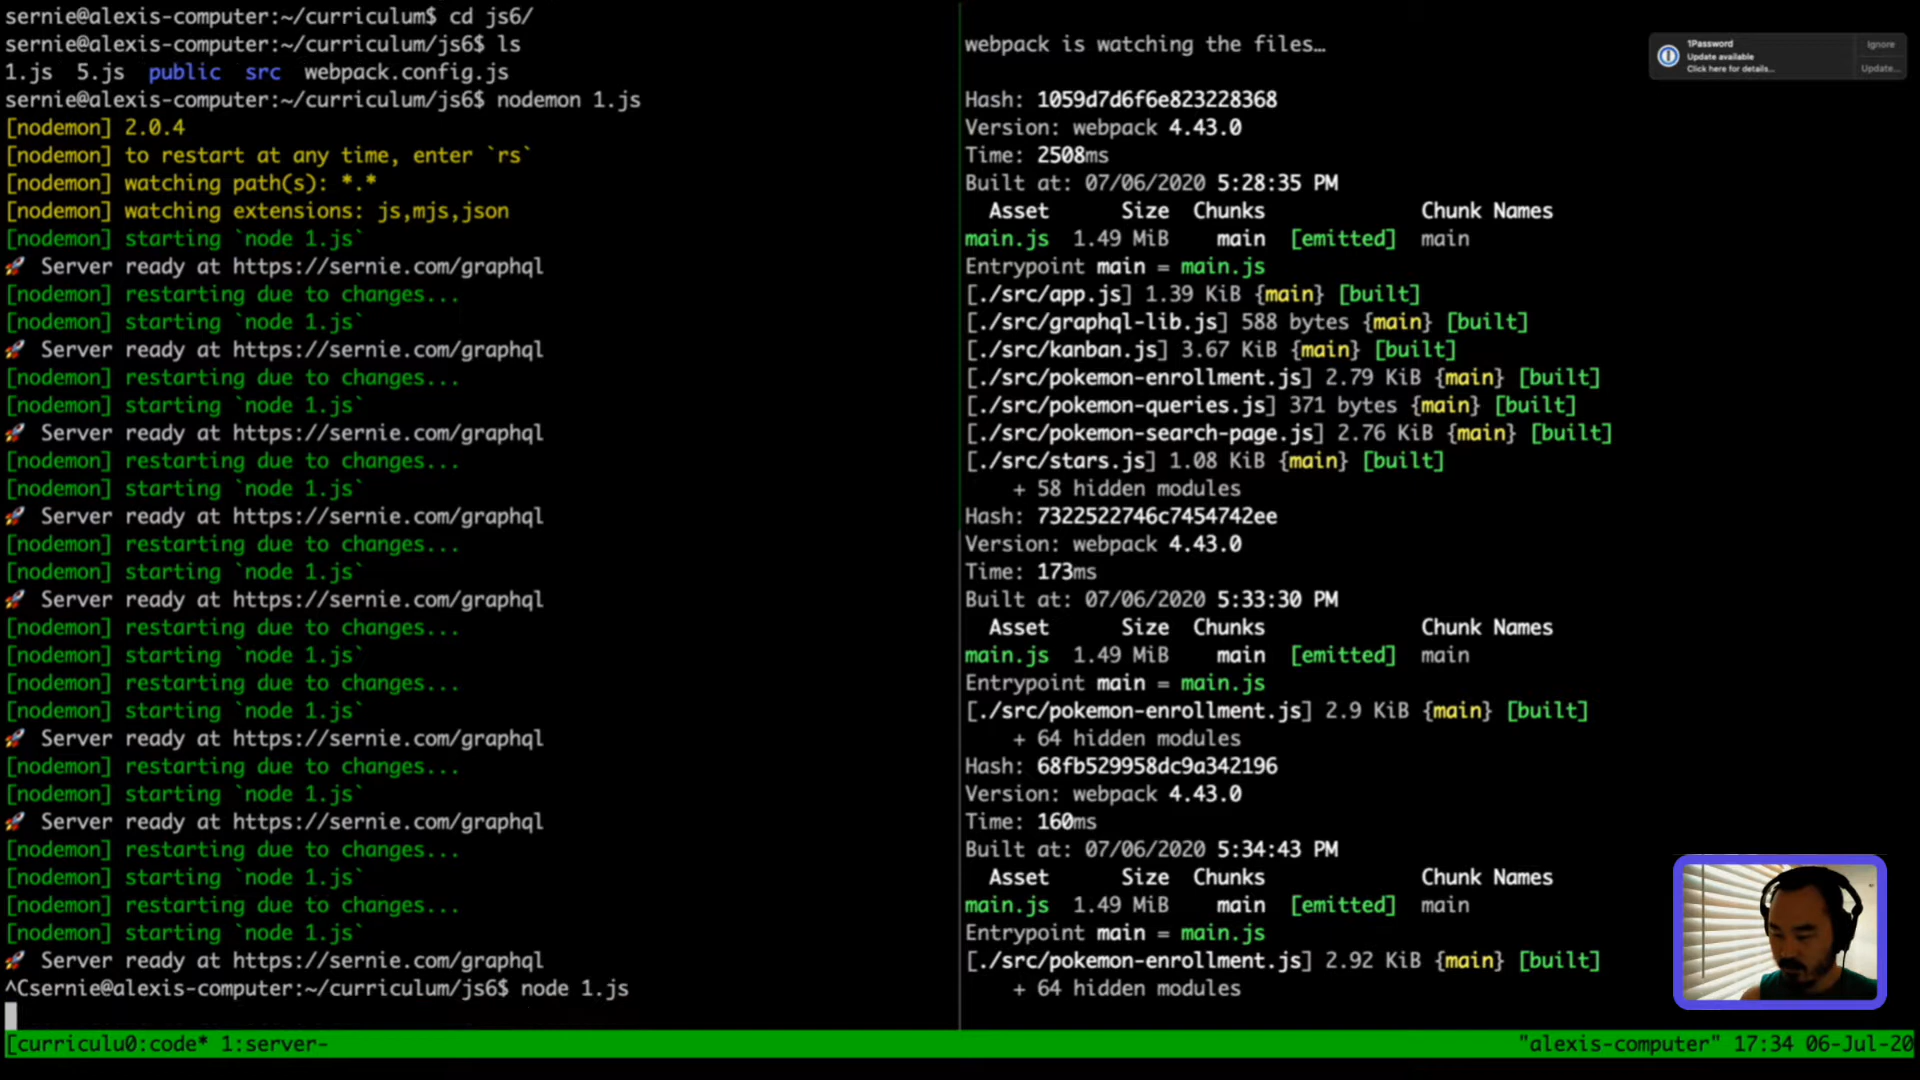 sernie@alexis-computer:~/curriculum$ cd js6/
sernie@alexis-computer:~/curriculum/js6$ ls
1.js  5.js  public  src  webpack.config.js
sernie@alexis-computer:~/curriculum/js6$ nodemon 1.js
[nodemon] 2.0.4
[nodemon] to restart at any time, enter `rs`
[nodemon] watching path(s): *.*
[nodemon] watching extensions: js,mjs,json
[nodemon] starting `node 1.js`
🚀 Server ready at https://sernie.com/graphql
[nodemon] restarting due to changes...
[nodemon] starting `node 1.js`
🚀 Server ready at https://sernie.com/graphql
[nodemon] restarting due to changes...
[nodemon] starting `node 1.js`
🚀 Server ready at https://sernie.com/graphql
[nodemon] restarting due to changes...
[nodemon] starting `node 1.js`
🚀 Server ready at https://sernie.com/graphql
[nodemon] restarting due to changes...
[nodemon] starting `node 1.js`
🚀 Server ready at https://sernie.com/graphql
[nodemon] restarting due to changes...
[nodemon] starting `node 1.js`
[nodemon] restarting due to changes...
[nodemon] starting `node 1.js`
🚀 Server ready at https://sernie.com/graphql
[nodemon] restarting due to changes...
[nodemon] starting `node 1.js`
🚀 Server ready at https://sernie.com/graphql
[nodemon] restarting due to changes...
[nodemon] starting `node 1.js`
[nodemon] restarting due to changes...
[nodemon] starting `node 1.js`
🚀 Server ready at https://sernie.com/graphql
^Csernie@alexis-computer:~/curriculum/js6$ node 1.js
webpack is watching the files…
Hash: 1059d7d6f6e823228368
Version: webpack 4.43.0
Time: 2508ms
Built at: 07/06/2020 5:28:35 PM
Asset Size Chunks Chunk Names
main.js 1.49 MiB main [emitted] main
Entrypoint main = main.js
[./src/app.js] 1.39 KiB {main} [built]
[./src/graphql-lib.js] 588 bytes {main} [built]
[./src/kanban.js] 3.67 KiB {main} [built]
[./src/pokemon-enrollment.js] 2.79 KiB {main} [built]
[./src/pokemon-queries.js] 371 bytes {main} [built]
[./src/pokemon-search-page.js] 2.76 KiB {main} [built]
[./src/stars.js] 1.08 KiB {main} [built]
+ 58 hidden modules
Hash: 7322522746c7454742ee
Version: webpack 4.43.0
Time: 173ms
Built at: 07/06/2020 5:33:30 PM
Asset Size Chunks Chunk Names
main.js 1.49 MiB main [emitted] main
Entrypoint main = main.js
[./src/pokemon-enrollment.js] 2.9 KiB {main} [built]
+ 64 hidden modules
Hash: 68fb529958dc9a342196
Version: webpack 4.43.0
Time: 160ms
Built at: 07/06/2020 5:34:43 PM
Asset Size Chunks Chunk Names
main.js 1.49 MiB main [emitted] main
Entrypoint main = main.js
[./src/pokemon-enrollment.js] 2.92 KiB {main} [built]
+ 64 hidden modules
1Password
Update available
Click here for details...
Ignore
Update...
[curriculu0:code* 1:server-
"alexis-computer" 17:34 06-Jul-20